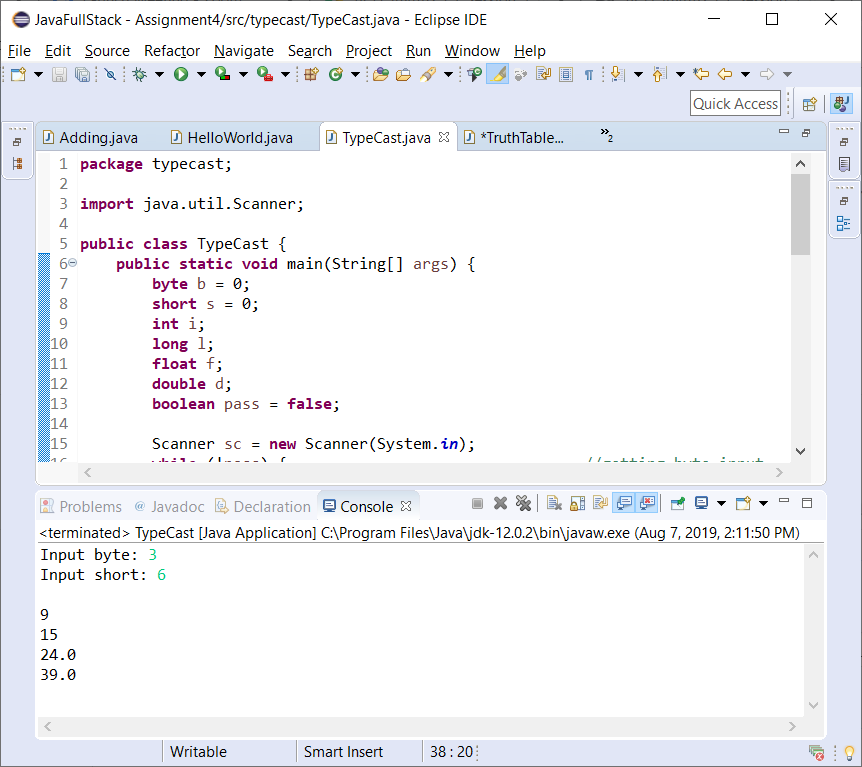 JavaFullStack - Assignment4/src/typecast/TypeCast.java - Eclipse IDE
File Edit Source Refactor Navigate Search Project Run Window Help
Quick Access
Adding.java HelloWorld.java TypeCast.java *TruthTable... »2
1 package typecast;
2
3 import java.util.Scanner;
4
5 public class TypeCast {
6 public static void main(String[] args) {
7 byte b = 0;
8 short s = 0;
9 int i;
10 long l;
11 float f;
12 double d;
13 boolean pass = false;
14
15 Scanner sc = new Scanner(System.in);
16 while (!pass) { //getting byte input
Problems @ Javadoc Declaration Console
<terminated> TypeCast [Java Application] C:\Program Files\Java\jdk-12.0.2\bin\javaw.exe (Aug 7, 2019, 2:11:50 PM)
Input byte: 3
Input short: 6
9
15
24.0
39.0
Writable Smart Insert 38 : 20